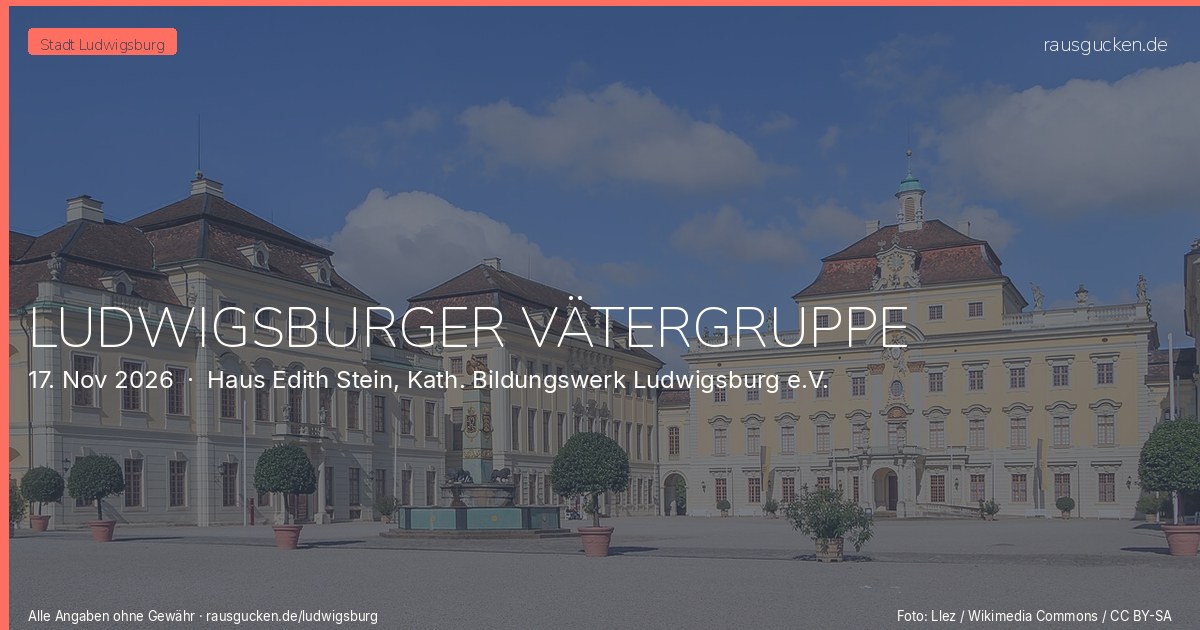 Stadt Ludwigsburg
rausgucken.de
LUDWIGSBURGER VÄTERGRUPPE
17. Nov 2026 · Haus Edith Stein, Kath. Bildungswerk Ludwigsburg e.V.
Alle Angaben ohne Gewähr · rausgucken.de/ludwigsburg
Foto: Llez / Wikimedia Commons / CC BY-SA